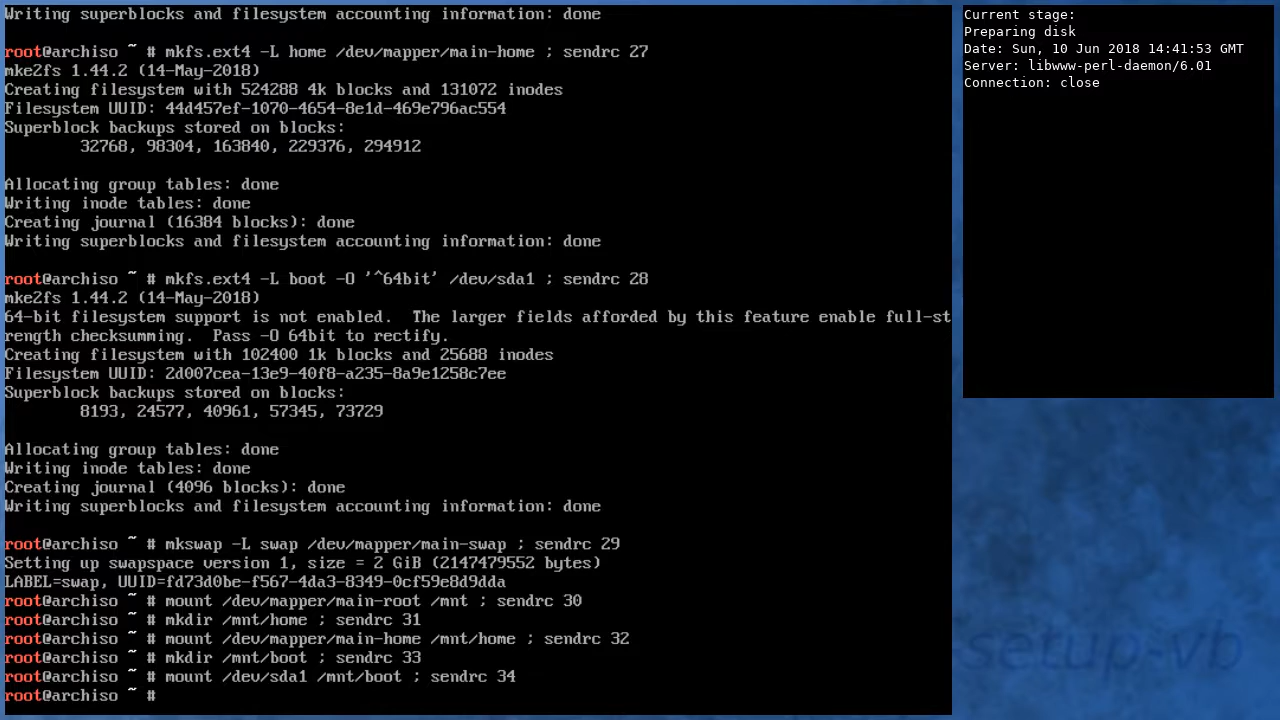 Writing superblocks and filesystem accounting information: done
root@archiso ~ # mkfs.ext4 -L home /dev/mapper/main-home ; sendrc 27
mke2fs 1.44.2 (14-May-2018)
Creating filesystem with 524288 4k blocks and 131072 inodes
Filesystem UUID: 44d457ef-1070-4654-8e1d-469e796ac554
Superblock backups stored on blocks:
        32768, 98304, 163840, 229376, 294912
Allocating group tables: done
Writing inode tables: done
Creating journal (16384 blocks): done
Writing superblocks and filesystem accounting information: done
root@archiso ~ # mkfs.ext4 -L boot -O '^64bit' /dev/sda1 ; sendrc 28
mke2fs 1.44.2 (14-May-2018)
64-bit filesystem support is not enabled.  The larger fields afforded by this feature enable full-st
rength checksumming.  Pass -O 64bit to rectify.
Creating filesystem with 102400 1k blocks and 25688 inodes
Filesystem UUID: 2d007cea-13e9-40f8-a235-8a9e1258c7ee
Superblock backups stored on blocks:
        8193, 24577, 40961, 57345, 73729
Allocating group tables: done
Writing inode tables: done
Creating journal (4096 blocks): done
Writing superblocks and filesystem accounting information: done
root@archiso ~ # mkswap -L swap /dev/mapper/main-swap ; sendrc 29
Setting up swapspace version 1, size = 2 GiB (2147479552 bytes)
LABEL=swap, UUID=fd73d0be-f567-4da3-8349-0cf59e8d9dda
root@archiso ~ # mount /dev/mapper/main-root /mnt ; sendrc 30
root@archiso ~ # mkdir /mnt/home ; sendrc 31
root@archiso ~ # mount /dev/mapper/main-home /mnt/home ; sendrc 32
root@archiso ~ # mkdir /mnt/boot ; sendrc 33
root@archiso ~ # mount /dev/sda1 /mnt/boot ; sendrc 34
root@archiso ~ #
Current stage:
Preparing disk
Date: Sun, 10 Jun 2018 14:41:53 GMT
Server: libwww-perl-daemon/6.01
Connection: close
setup-vb